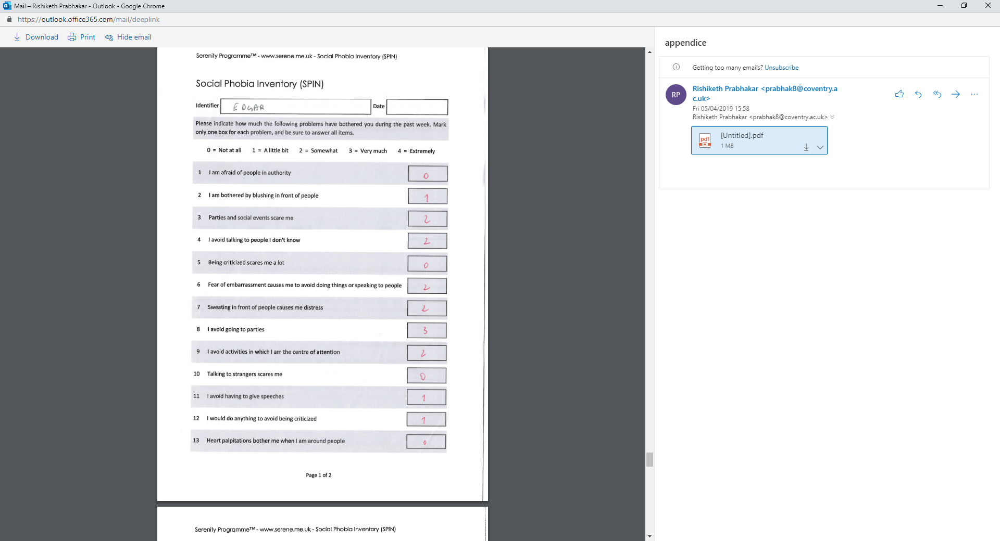 Mail – Rishiketh Prabhakar - Outlook - Google Chrome
https://outlook.office365.com/mail/deeplink
Download Print Hide email
Serenity Programme™ - www.serene.me.uk - Social Phobia Inventory (SPIN)
Social Phobia Inventory (SPIN)
Identifier EDGAR Date
Please indicate how much the following problems have bothered you during the past week. Mark
only one box for each problem, and be sure to answer all items.
0 = Not at all 1 = A little bit 2 = Somewhat 3 = Very much 4 = Extremely
1 I am afraid of people in authority 0
2 I am bothered by blushing in front of people 1
3 Parties and social events scare me 2
4 I avoid talking to people I don't know 2
5 Being criticized scares me a lot 0
6 Fear of embarrassment causes me to avoid doing things or speaking to people 2
7 Sweating in front of people causes me distress 2
8 I avoid going to parties 3
9 I avoid activities in which I am the centre of attention 2
10 Talking to strangers scares me 0
11 I avoid having to give speeches 1
12 I would do anything to avoid being criticized 1
13 Heart palpitations bother me when I am around people 0
Page 1 of 2
Serenity Programme™ - www.serene.me.uk - Social Phobia Inventory (SPIN)
appendice
Getting too many emails? Unsubscribe
RP
Rishiketh Prabhakar <prabhak8@coventry.a
c.uk>
Fri 05/04/2019 15:58
Rishiketh Prabhakar <prabhak8@coventry.ac.uk>
pdf
[Untitled].pdf
1 MB